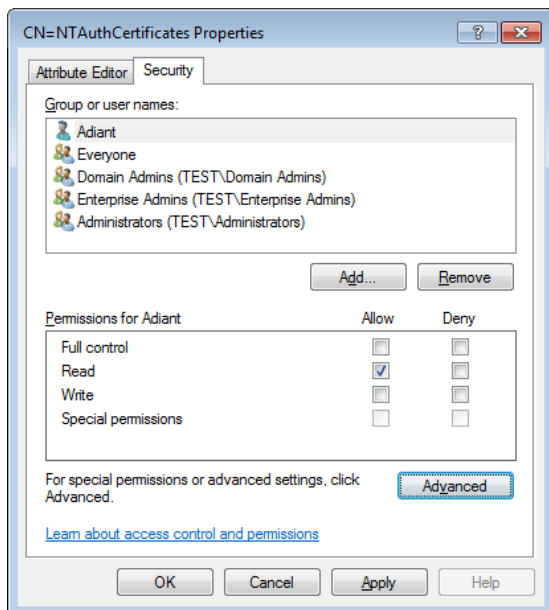 CN=NTAuthCertificates Properties
Attribute Editor Security
Group or user names:
Adiant
Everyone
Domain Admins (TEST\Domain Admins)
Enterprise Admins (TEST\Enterprise Admins)
Administrators (TEST\Administrators)
Add... Remove
Permissions for Adiant Allow Deny
Full control
Read
Write
Special permissions
For special permissions or advanced settings, click
Advanced.
Advanced
Learn about access control and permissions
OK Cancel Apply Help